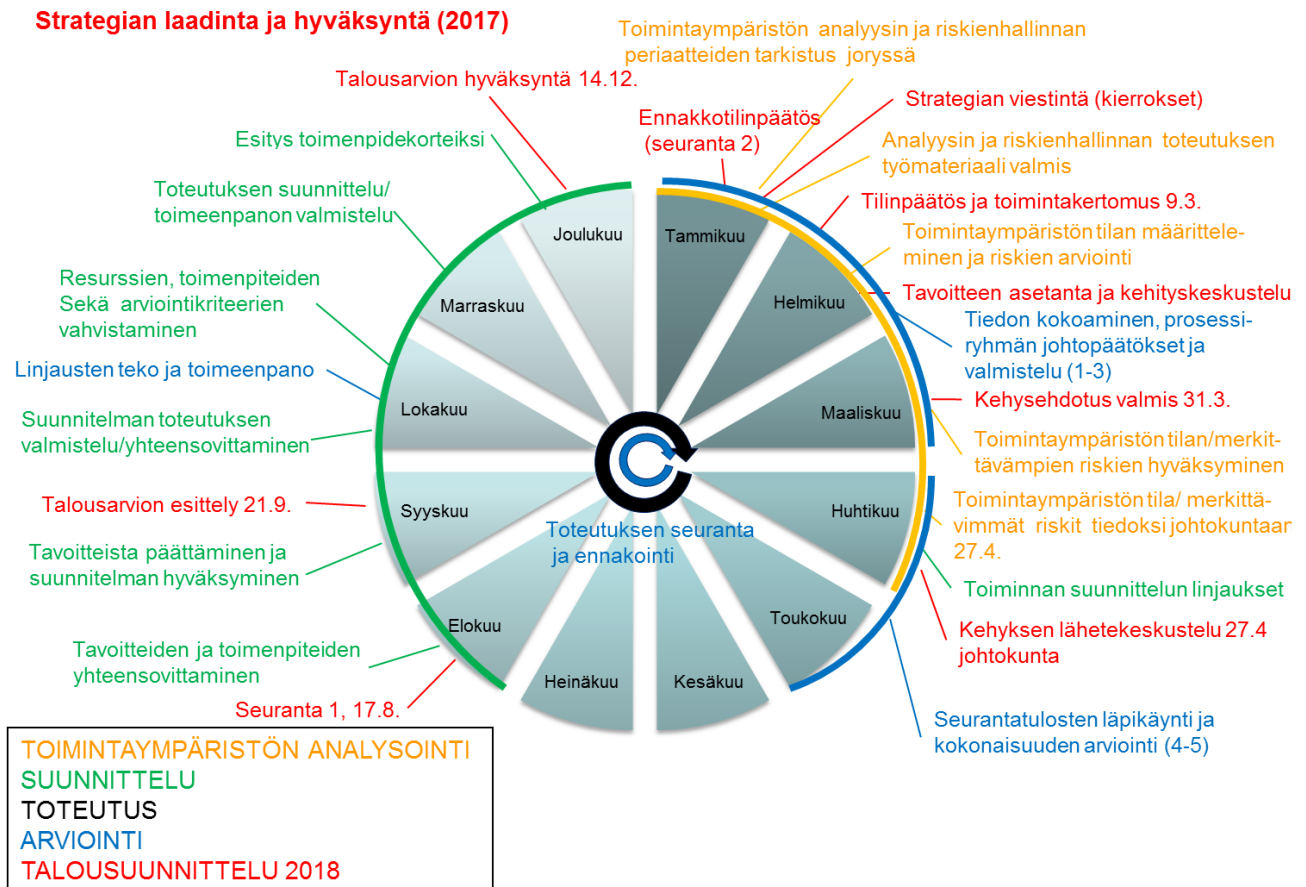 Strategian laadinta ja hyväksyntä (2017)
Toimintaympäristön analyysin ja riskienhallinnan
periaatteiden tarkistus joryssä
Talousarvion hyväksyntä 14.12.
Strategian viestintä (kierrokset)
Ennakkotilinpäätös
(seuranta 2)
Esitys toimenpidekorteiksi
Analyysin ja riskienhallinnan toteutuksen
työmateriaali valmis
Toteutuksen suunnittelu/
toimeenpanon valmistelu
Tilinpäätös ja toimintakertomus 9.3.
Toimintaympäristön tilan määrittele-
minen ja riskien arviointi
Resurssien, toimenpiteiden
Sekä arviointikriteerien
vahvistaminen
Tavoitteen asetanta ja kehityskeskustelu
Tiedon kokoaminen, prosessi-
ryhmän johtopäätökset ja
valmistelu (1-3)
Linjausten teko ja toimeenpano
Kehysehdotus valmis 31.3.
Suunnitelman toteutuksen
valmistelu/yhteensovittaminen
Toimintaympäristön tilan/merkit-
tävämpien riskien hyväksyminen
Talousarvion esittely 21.9.
Toimintaympäristön tila/ merkittä-
vimmät riskit tiedoksi johtokuntaan
27.4.
Tavoitteista päättäminen ja
suunnitelman hyväksyminen
Toiminnan suunnittelun linjaukset
Kehyksen lähetekeskustelu 27.4
johtokunta
Tavoitteiden ja toimenpiteiden
yhteensovittaminen
Seuranta 1, 17.8.
Seurantatulosten läpikäynti ja
kokonaisuuden arviointi (4-5)
Tammikuu
Helmikuu
Maaliskuu
Huhtikuu
Toukokuu
Kesäkuu
Heinäkuu
Elokuu
Syyskuu
Lokakuu
Marraskuu
Joulukuu
Toteutuksen seuranta
ja ennakointi
TOIMINTAYMPÄRISTÖN ANALYSOINTI
SUUNNITTELU
TOTEUTUS
ARVIOINTI
TALOUSUUNNITTELU 2018